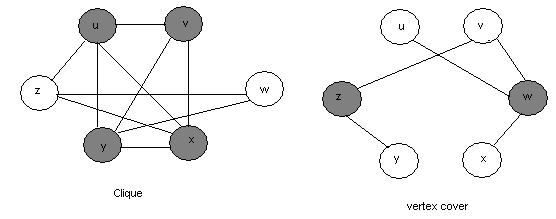 u v
z w
y x
Clique
u v
z w
y x
vertex cover